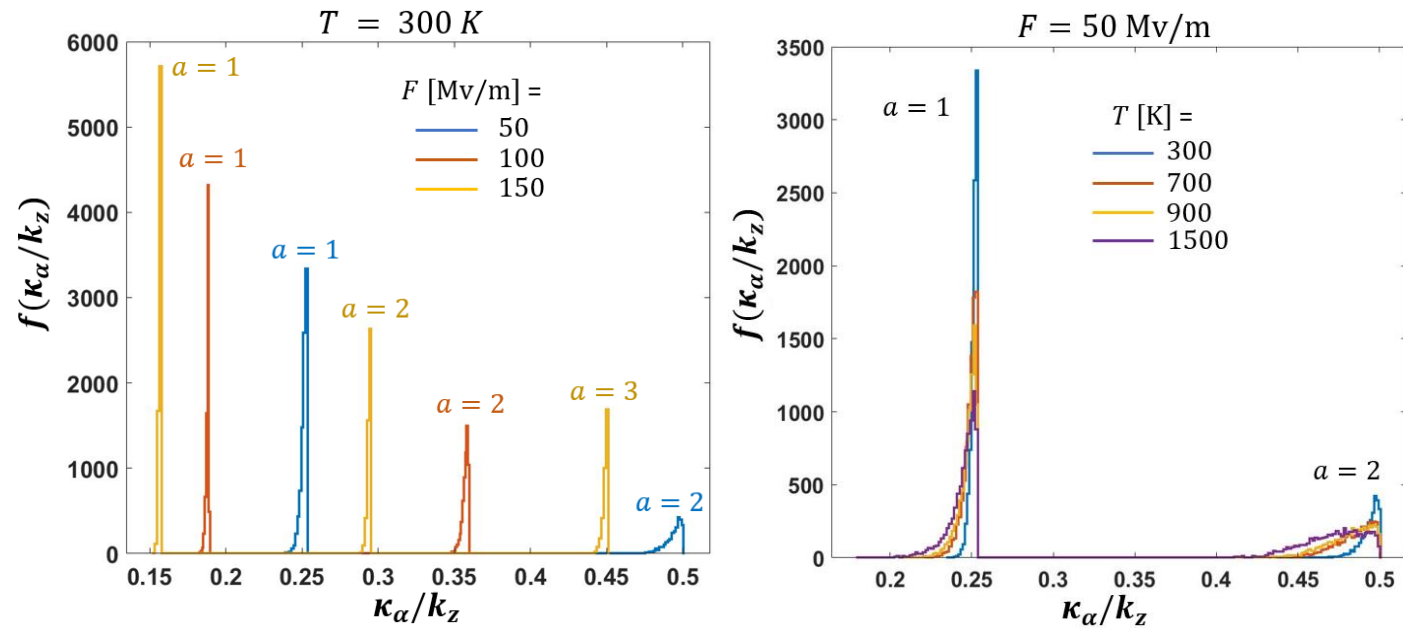 T = 300 K
6000
5000
4000
3000
2000
1000
0
f(κα/kz)
a = 1
a = 1
a = 1
a = 2
a = 2
a = 3
a = 2
F [Mv/m] =
50
100
150
0.15
0.2
0.25
0.3
0.35
0.4
0.45
0.5
κα/kz
F = 50 Mv/m
3500
3000
2500
2000
1500
1000
500
0
f(κα/kz)
a = 1
a = 2
T [K] =
300
700
900
1500
0.2
0.25
0.3
0.35
0.4
0.45
0.5
κα/kz